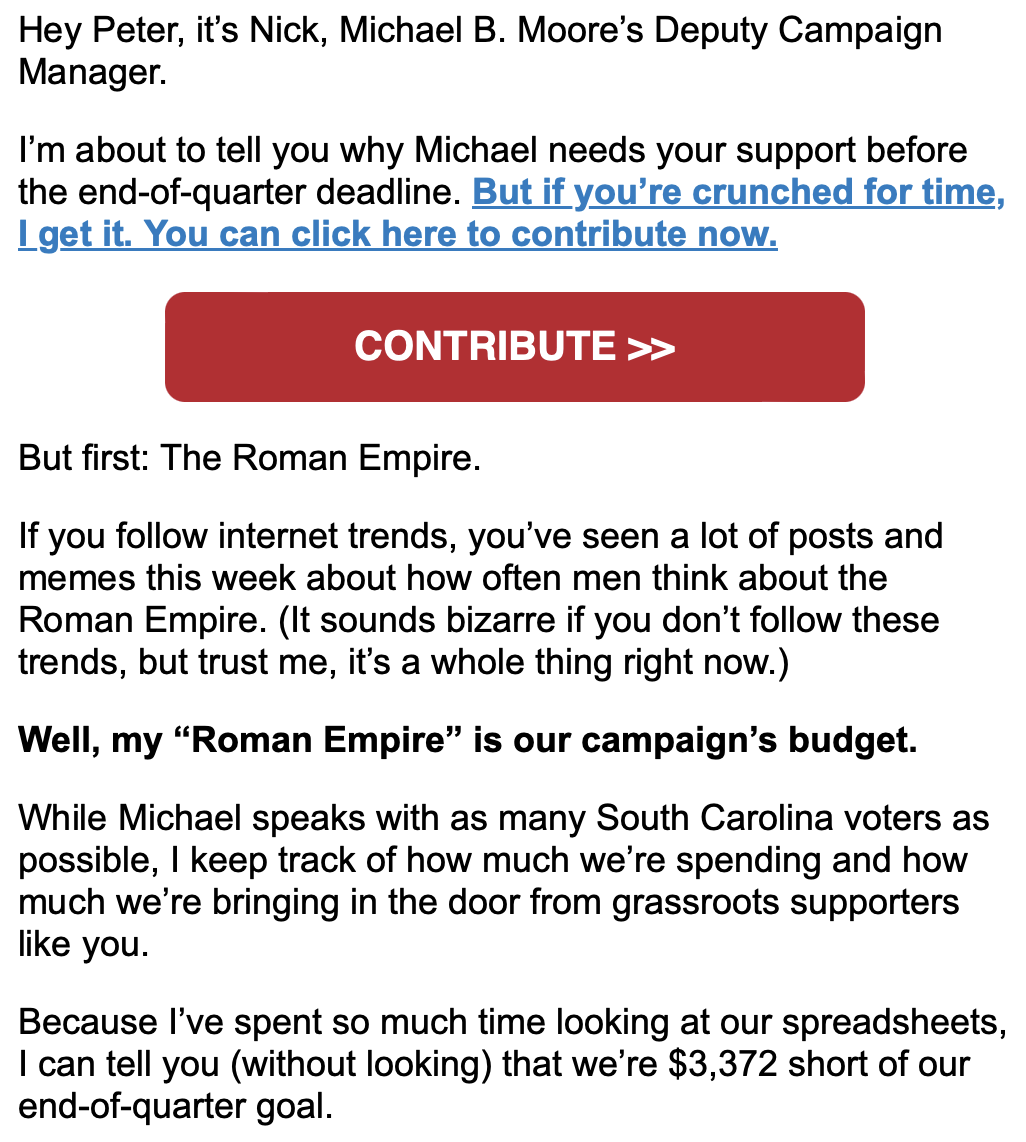 Hey Peter, it’s Nick, Michael B. Moore’s Deputy Campaign
Manager.
I’m about to tell you why Michael needs your support before
the end-of-quarter deadline. But if you’re crunched for time,
I get it. You can click here to contribute now.
CONTRIBUTE >>
But first: The Roman Empire.
If you follow internet trends, you’ve seen a lot of posts and
memes this week about how often men think about the
Roman Empire. (It sounds bizarre if you don’t follow these
trends, but trust me, it’s a whole thing right now.)
Well, my “Roman Empire” is our campaign’s budget.
While Michael speaks with as many South Carolina voters as
possible, I keep track of how much we’re spending and how
much we’re bringing in the door from grassroots supporters
like you.
Because I’ve spent so much time looking at our spreadsheets,
I can tell you (without looking) that we’re $3,372 short of our
end-of-quarter goal.